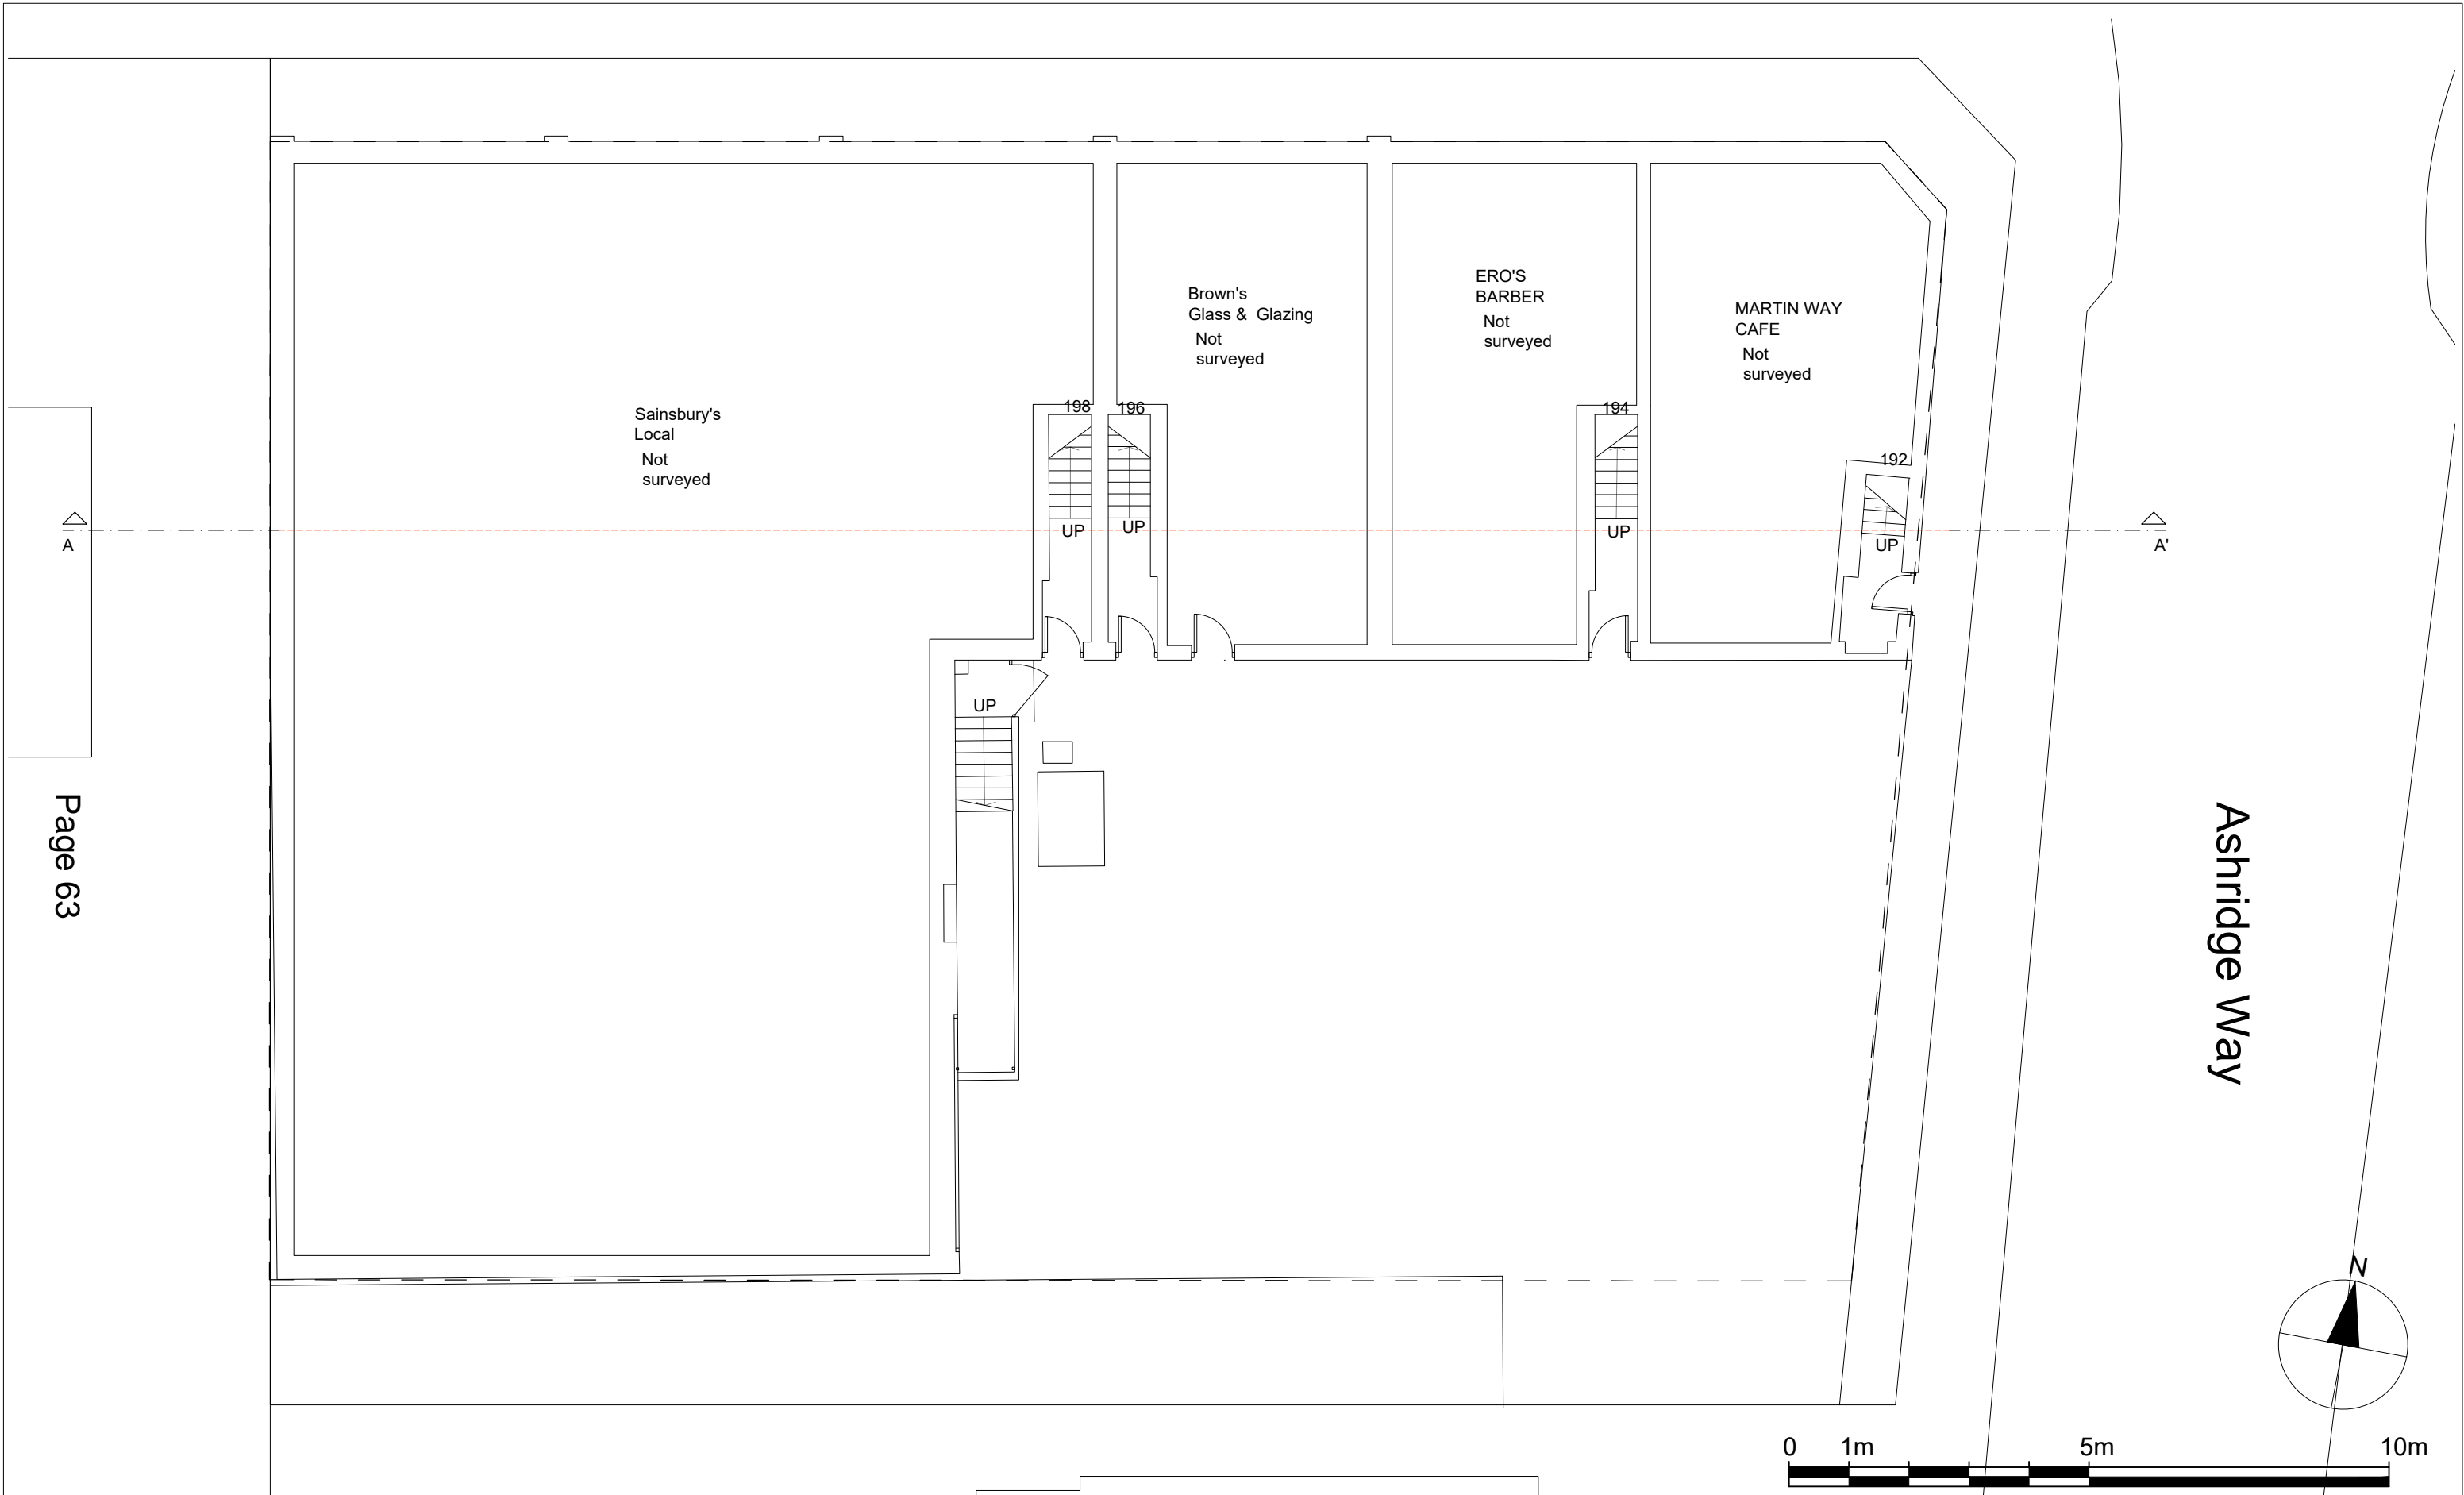 Brown's
Glass & Glazing
Not
surveyed
ERO'S
BARBER
Not
surveyed
MARTIN WAY
CAFE
Not
surveyed
Sainsbury's
Local
Not
surveyed
198
196
194
192
UP
UP
UP
UP
A
A'
UP
Page 63
Ashridge Way
N
0 1m 5m 10m